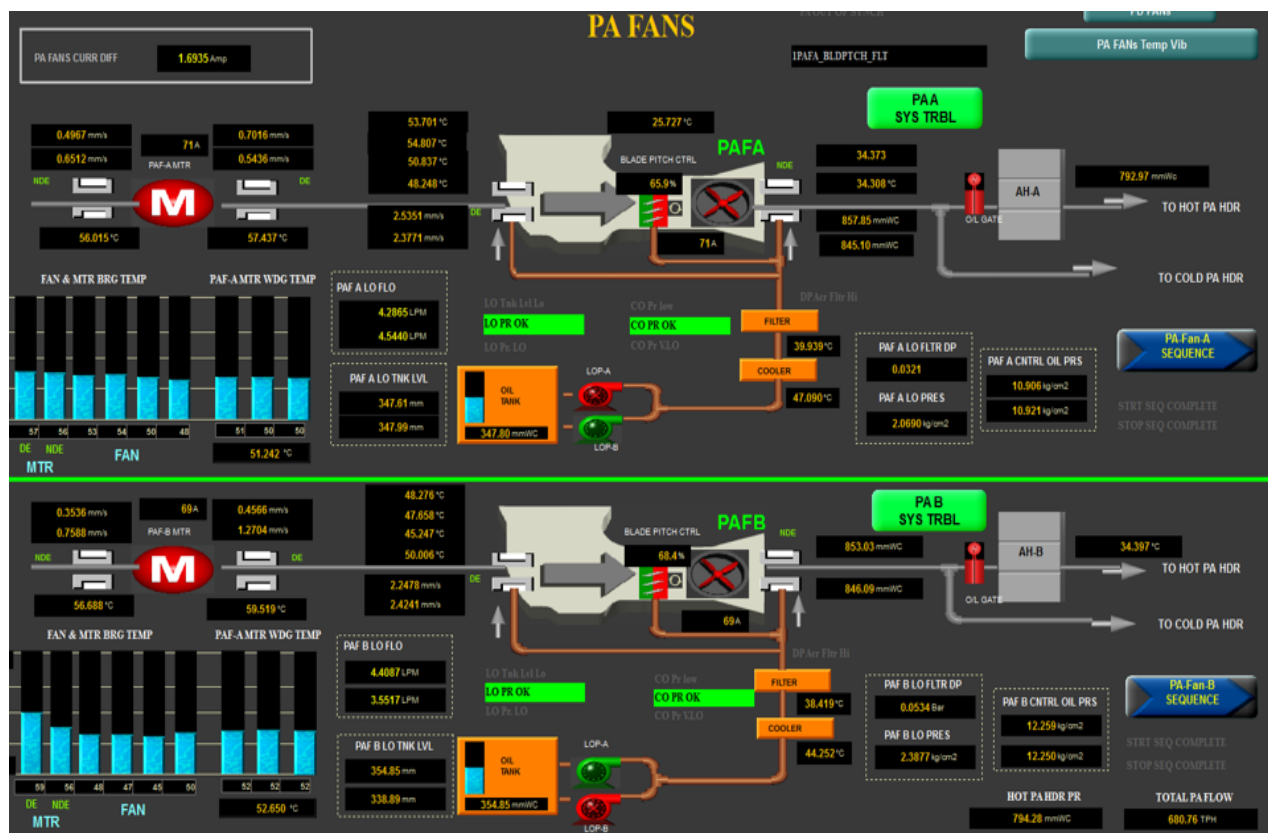 PA FANS
PA OUT OF SYNCH
FD FANs
PA FANs Temp Vib
PA FANS CURR DIFF 1.6935 Amp
1PAFA_BLDPTCH_FLT
PA A
SYS TRBL
0.4967 mm/s
0.6512 mm/s
71 A
PAF-A MTR
0.7016 mm/s
0.5436 mm/s
NDE
DE
M
56.015 °C
57.437 °C
53.701 °C
54.807 °C
50.837 °C
48.248 °C
2.5351 mm/s
2.3771 mm/s
DE
25.727 °C
PAFA
BLADE PITCH CTRL
65.9 %
NDE
71 A
34.373
34.308 °C
857.85 mmWC
845.10 mmWC
O/L GATE
AH-A
792.97 mmWc
TO HOT PA HDR
TO COLD PA HDR
FAN & MTR BRG TEMP
PAF-A MTR WDG TEMP
57 56 53 54 50 48
51 50 50
DE NDE
MTR
FAN
51.242 °C
PAF A LO FLO
4.2865 LPM
4.5440 LPM
PAF A LO TNK LVL
347.61 mm
347.99 mm
LO Tnk Lvl Lo
LO PR OK
LO Pr. LO
CO Pr low
CO PR OK
CO Pr V.LO
DP Acr Fltr Hi
FILTER
39.939 °C
COOLER
47.090 °C
OIL
TANK
347.80 mmWC
LOP-A
LOP-B
PAF A LO FLTR DP
0.0321
PAF A LO PRES
2.0690 kg/cm2
PAF A CNTRL OIL PRS
10.906 kg/cm2
10.921 kg/cm2
PA-Fan-A
SEQUENCE
STRT SEQ COMPLETE
STOP SEQ COMPLETE
0.3536 mm/s
0.7588 mm/s
69 A
PAF-B MTR
0.4566 mm/s
1.2704 mm/s
NDE
DE
M
56.688 °C
59.519 °C
48.276 °C
47.658 °C
45.247 °C
50.006 °C
2.2478 mm/s
2.4241 mm/s
DE
PAFB
BLADE PITCH CTRL
68.4 %
NDE
69 A
PA B
SYS TRBL
853.03 mmWC
846.09 mmWC
O/L GATE
AH-B
34.397 °C
TO HOT PA HDR
TO COLD PA HDR
FAN & MTR BRG TEMP
PAF-A MTR WDG TEMP
59 56 48 47 45 50
52 52 52
DE NDE
MTR
FAN
52.650 °C
PAF B LO FLO
4.4087 LPM
3.5517 LPM
PAF B LO TNK LVL
354.85 mm
338.89 mm
LO Tnk Lvl Lo
LO PR OK
LO Pr. LO
CO Pr low
CO PR OK
CO Pr V.LO
DP Acr Fltr Hi
FILTER
38.419 °C
COOLER
44.252 °C
OIL
TANK
354.85 mmWC
LOP-A
LOP-B
PAF B LO FLTR DP
0.0534 Bar
PAF B LO PRES
2.3877 kg/cm2
PAF B CNTRL OIL PRS
12.259 kg/cm2
12.250 kg/cm2
PA-Fan-B
SEQUENCE
STRT SEQ COMPLETE
STOP SEQ COMPLETE
HOT PA HDR PR
794.28 mmWC
TOTAL PA FLOW
680.76 TPH